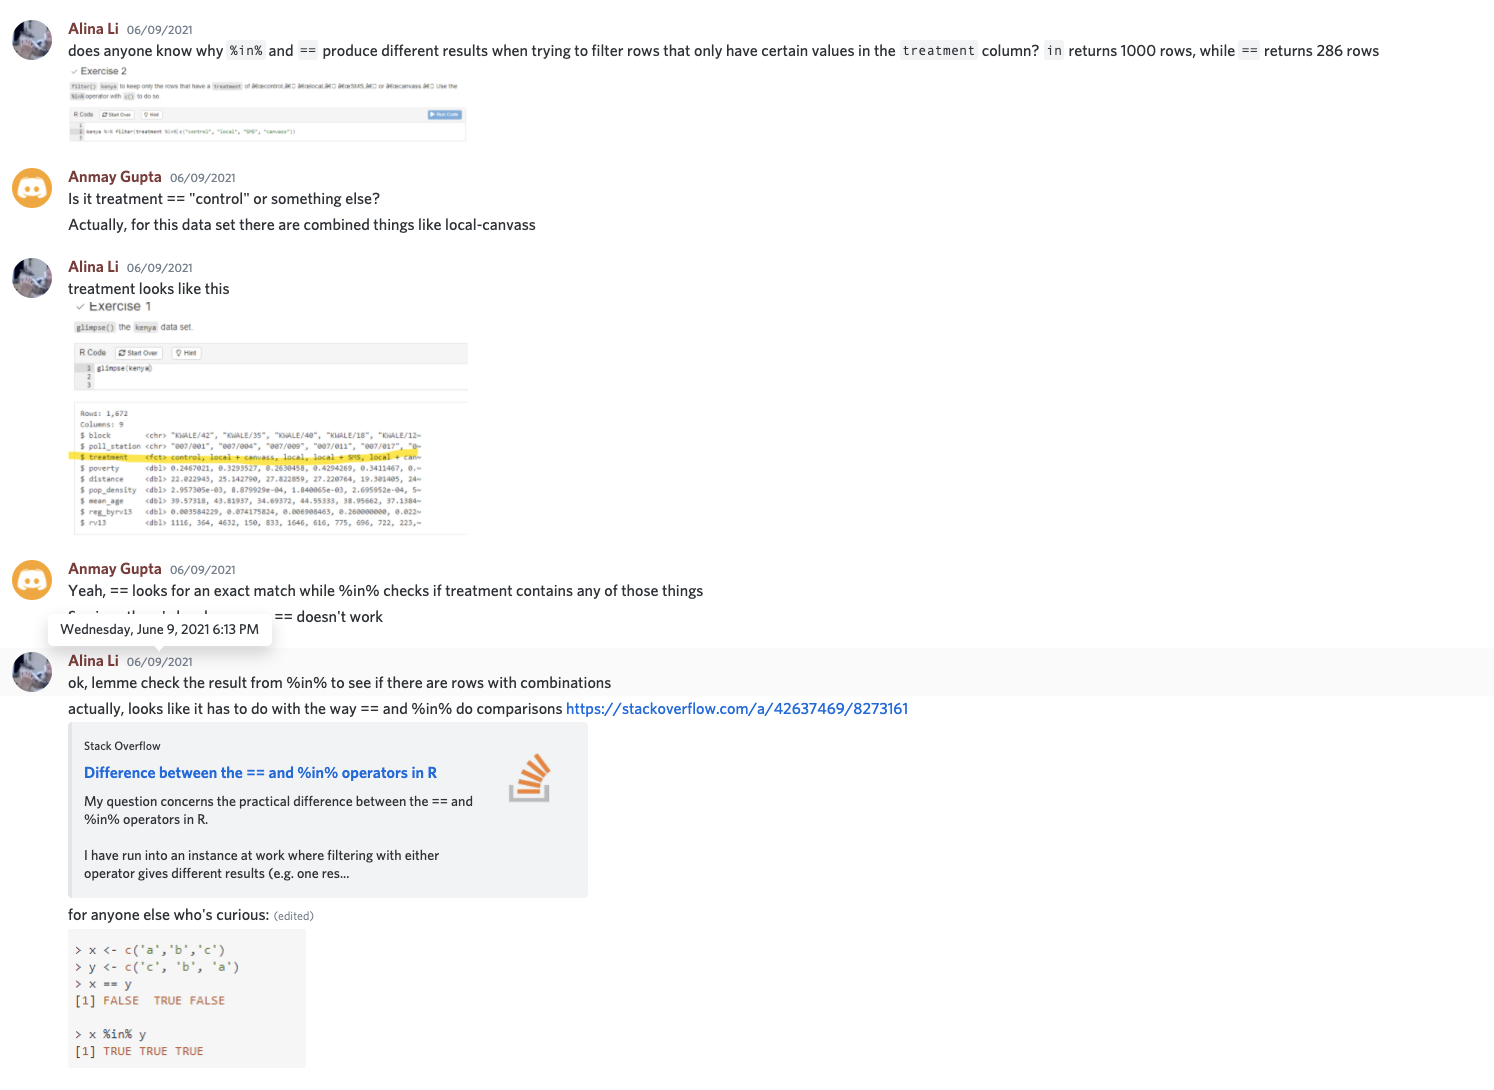 Alina Li 06/09/2021
does anyone know why %in% and == produce different results when trying to filter rows that only have certain values in the treatment column? in returns 1000 rows, while == returns 286 rows
Exercise 2
filter() kenya to keep only the rows that have a treatment of “control,†“local,†“SMS,†or “canvass.†Use the
%in% operator with c() to do so.
R Code Start Over Hint Run Code
1
2 kenya %>% filter(treatment %in% c("control", "local", "SMS", "canvass"))
3
Anmay Gupta 06/09/2021
Is it treatment == "control" or something else?
Actually, for this data set there are combined things like local-canvass
Alina Li 06/09/2021
treatment looks like this
Exercise 1
glimpse() the kenya data set.
R Code Start Over Hint
1 glimpse(kenya)
2
3
Rows: 1,672
Columns: 9
$ block <chr> "KWALE/42", "KWALE/35", "KWALE/40", "KWALE/18", "KWALE/12~
$ poll_station <chr> "007/001", "007/004", "007/009", "007/011", "007/017", "0~
$ treatment <fct> control, local + canvass, local, local + SMS, local + can~
$ poverty <dbl> 0.2467021, 0.3293527, 0.2630458, 0.4294269, 0.3411467, 0.~
$ distance <dbl> 22.022943, 25.142790, 27.822859, 27.220764, 19.301405, 24~
$ pop_density <dbl> 2.957305e-03, 8.879929e-04, 1.840065e-03, 2.695952e-04, 5~
$ mean_age <dbl> 39.57318, 43.81937, 34.69372, 44.55333, 38.95662, 37.1384~
$ reg_byrv13 <dbl> 0.003584229, 0.074175824, 0.006908463, 0.260000000, 0.022~
$ rv13 <dbl> 1116, 364, 4632, 150, 833, 1646, 616, 775, 696, 722, 223,~
Anmay Gupta 06/09/2021
Yeah, == looks for an exact match while %in% checks if treatment contains any of those things
== doesn't work
Wednesday, June 9, 2021 6:13 PM
Alina Li 06/09/2021
ok, lemme check the result from %in% to see if there are rows with combinations
actually, looks like it has to do with the way == and %in% do comparisons https://stackoverflow.com/a/42637469/8273161
Stack Overflow
Difference between the == and %in% operators in R
My question concerns the practical difference between the == and
%in% operators in R.
I have run into an instance at work where filtering with either
operator gives different results (e.g. one res...
for anyone else who's curious: (edited)
> x <- c('a','b','c')
> y <- c('c', 'b', 'a')
> x == y
[1] FALSE TRUE FALSE
> x %in% y
[1] TRUE TRUE TRUE